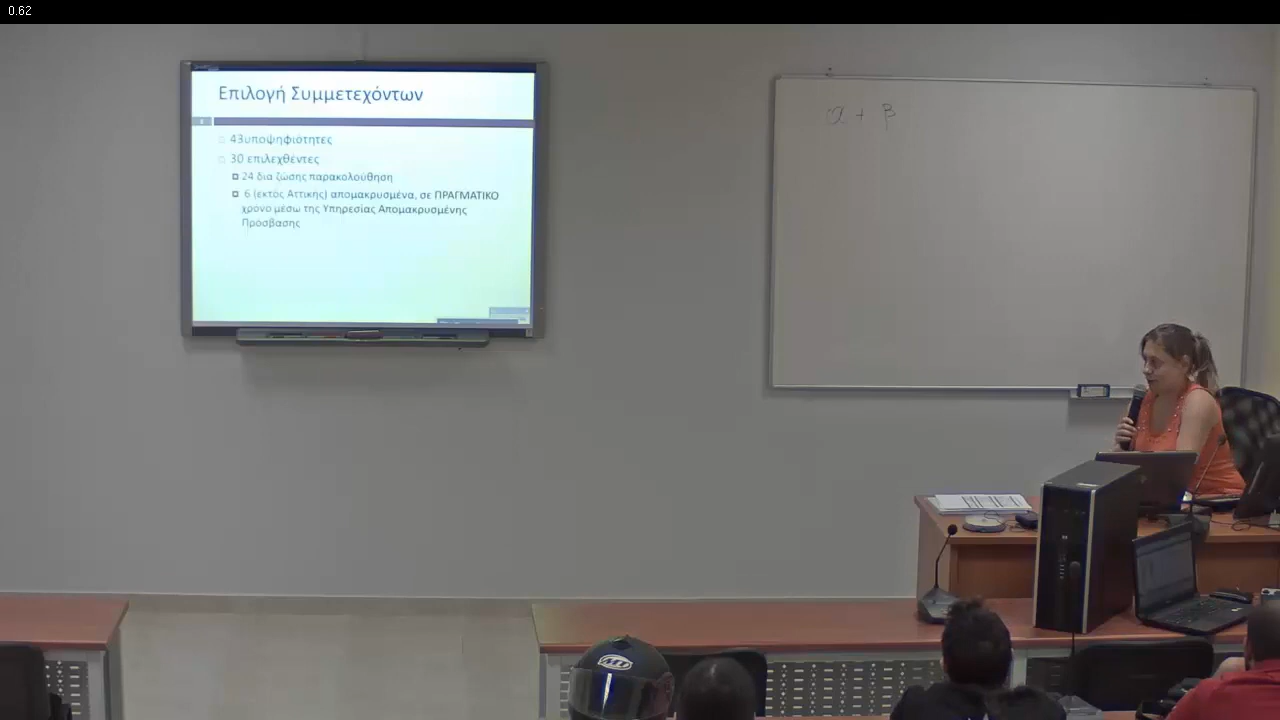 0.62
Επιλογή Συμμετεχόντων
43υποψηφιότητες
30 επιλεχθέντες
24 δια ζώσης παρακολούθηση
6 (εκτός Αττικής) απομακρυσμένα, σε ΠΡΑΓΜΑΤΙΚΟ
χρόνο μέσω της Υπηρεσίας Απομακρυσμένης
Πρόσβασης
α + β